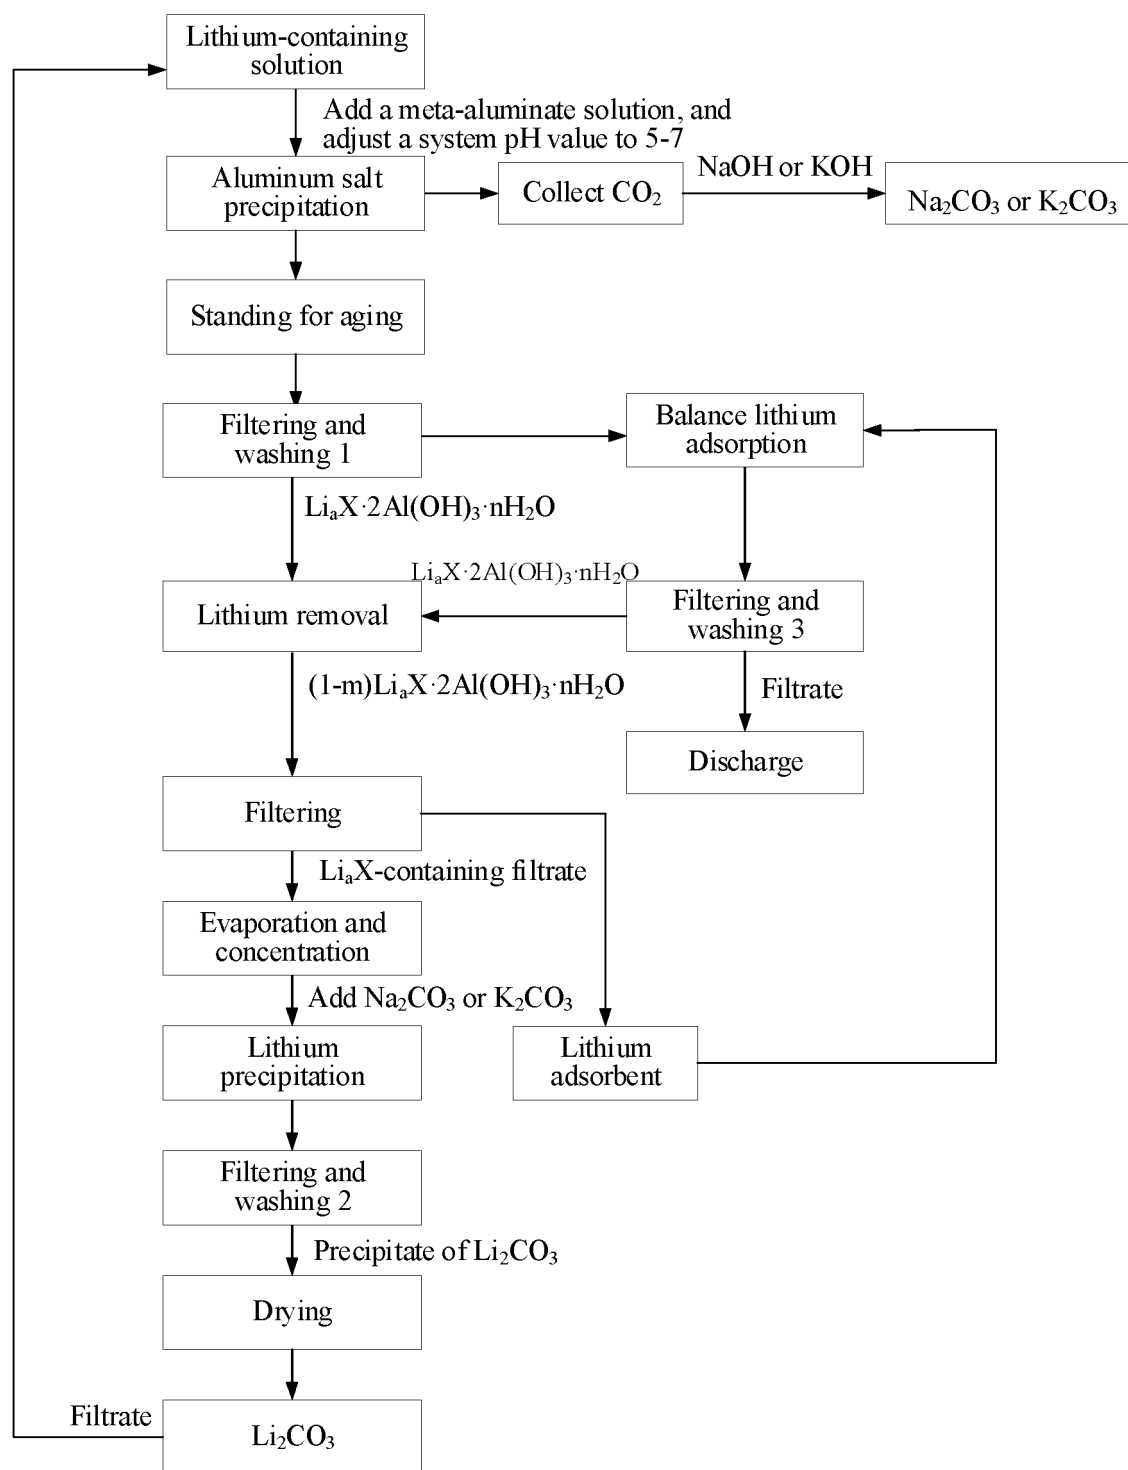 Lithium-containing
solution
Add a meta-aluminate solution, and
adjust a system pH value to 5-7
Aluminum salt
precipitation
Collect CO₂
NaOH or KOH
Na₂CO₃ or K₂CO₃
Standing for aging
Filtering and
washing 1
Balance lithium
adsorption
LiₐX·2Al(OH)₃·nH₂O
LiₐX·2Al(OH)₃·nH₂O
Lithium removal
Filtering and
washing 3
(1-m)LiₐX·2Al(OH)₃·nH₂O
Filtrate
Discharge
Filtering
LiₐX-containing filtrate
Evaporation and
concentration
Add Na₂CO₃ or K₂CO₃
Lithium
precipitation
Lithium
adsorbent
Filtering and
washing 2
Precipitate of Li₂CO₃
Drying
Filtrate
Li₂CO₃